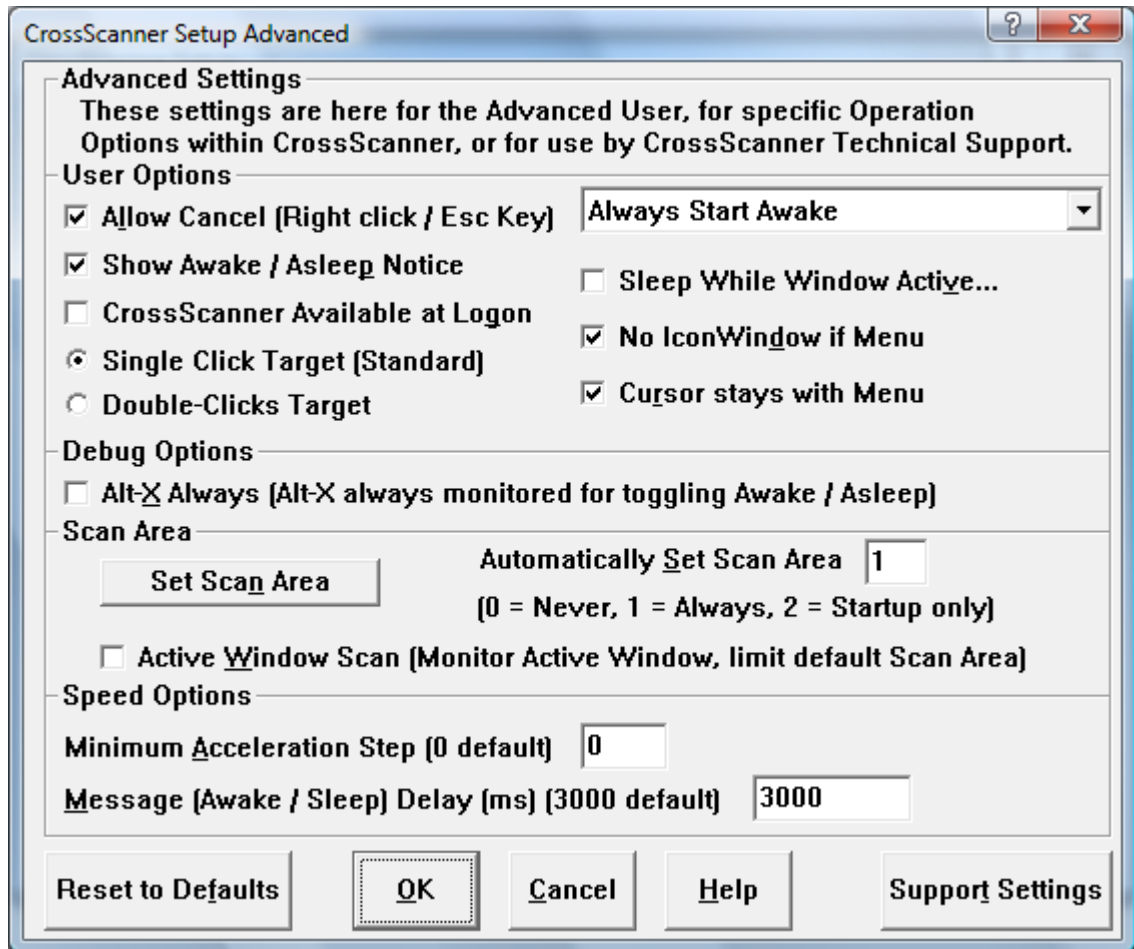 CrossScanner Setup Advanced
Advanced Settings
These settings are here for the Advanced User, for specific Operation
Options within CrossScanner, or for use by CrossScanner Technical Support.
User Options
Allow Cancel (Right click / Esc Key)
Always Start Awake
Show Awake / Asleep Notice
Sleep While Window Active...
CrossScanner Available at Logon
No IconWindow if Menu
Single Click Target (Standard)
Cursor stays with Menu
Double-Clicks Target
Debug Options
Alt-X Always (Alt-X always monitored for toggling Awake / Asleep)
Scan Area
Set Scan Area
Automatically Set Scan Area 1
(0 = Never, 1 = Always, 2 = Startup only)
Active Window Scan (Monitor Active Window, limit default Scan Area)
Speed Options
Minimum Acceleration Step (0 default) 0
Message (Awake / Sleep) Delay (ms) (3000 default) 3000
Reset to Defaults OK Cancel Help Support Settings